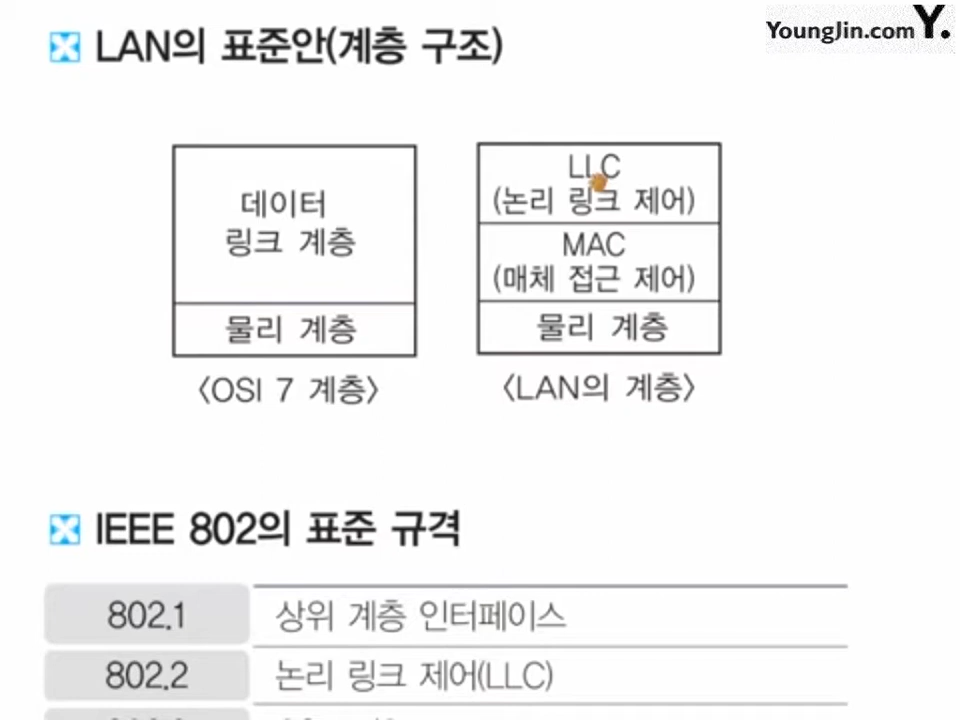 YoungJin.com Y.
LAN의 표준안(계층 구조)
데이터
링크 계층
물리 계층
<OSI 7 계층>
LLC
(논리 링크 제어)
MAC
(매체 접근 제어)
물리 계층
<LAN의 계층>
IEEE 802의 표준 규격
802.1 상위 계층 인터페이스
802.2 논리 링크 제어(LLC)